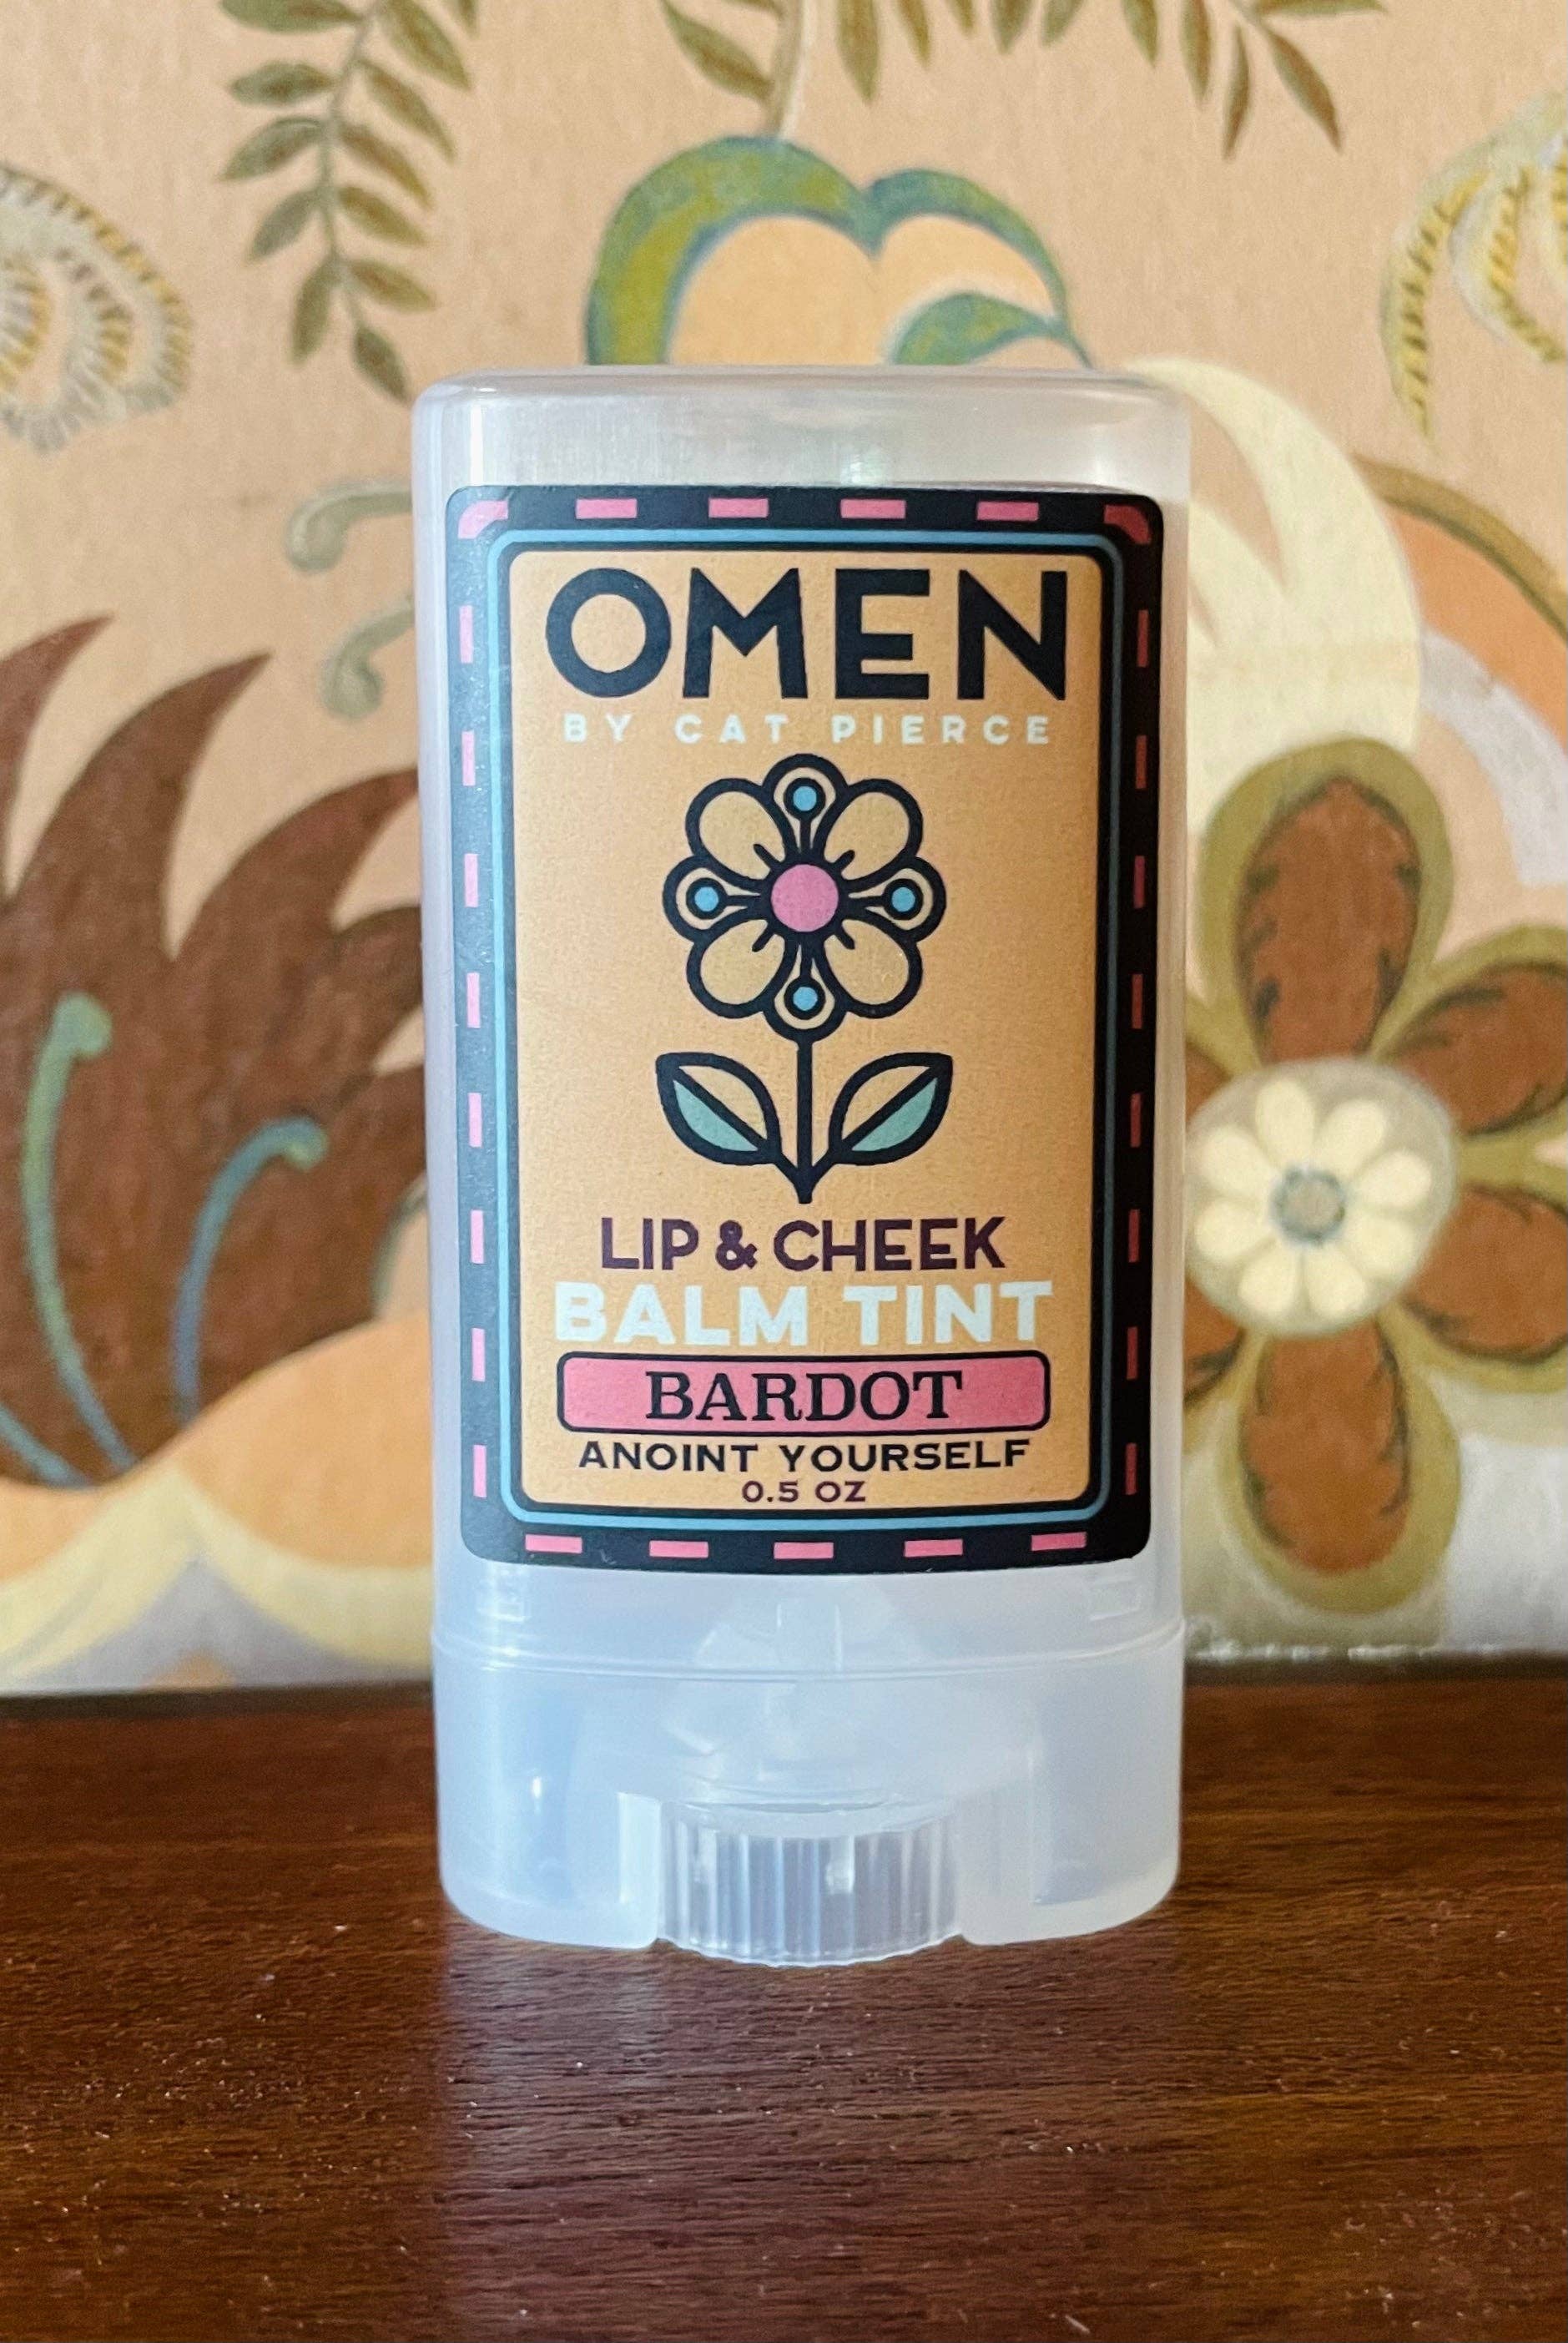 OMEN
BY CAT PIERCE
LIP & CHEEK
BALM TINT
BARDOT
ANOINT YOURSELF
0.5 OZ